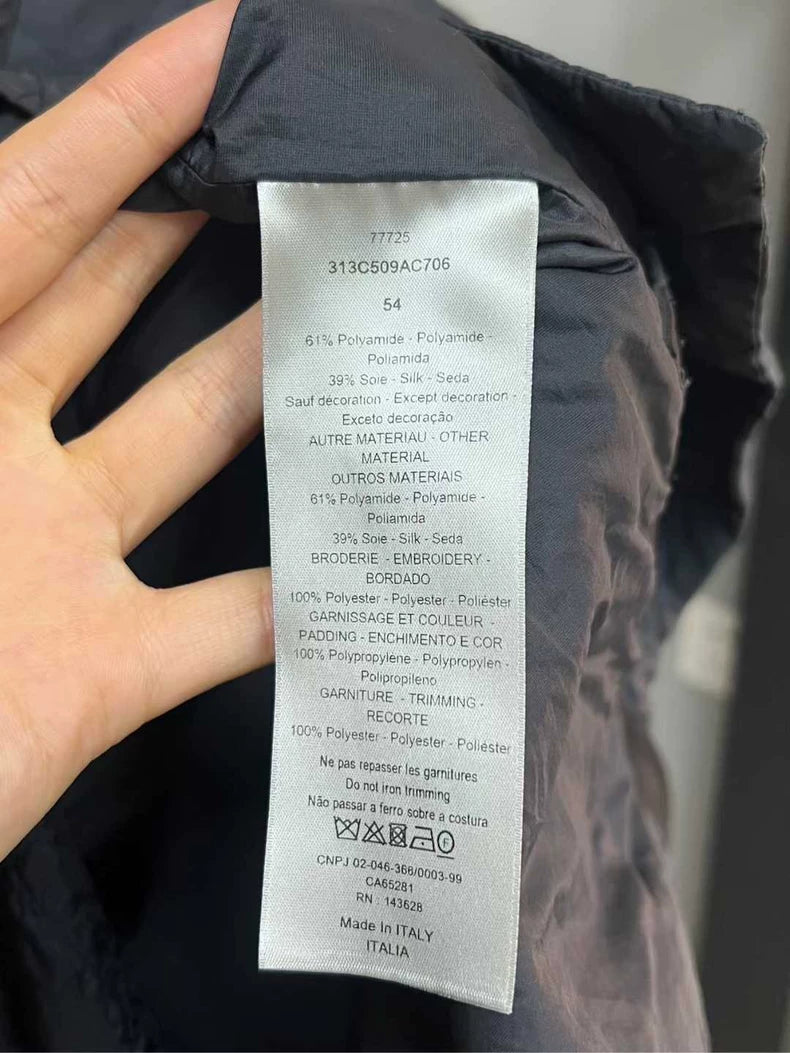 77725
313C509AC706
54
61% Polyamide - Polyamide -
Poliamida
39% Soie - Silk - Seda
Sauf décoration - Except decoration -
Exceto decoração
AUTRE MATERIAU - OTHER
MATERIAL
OUTROS MATERIAIS
61% Polyamide - Polyamide -
Poliamida
39% Soie - Silk - Seda
BRODERIE - EMBROIDERY -
BORDADO
100% Polyester - Polyester - Poliéster
GARNISSAGE ET COULEUR -
PADDING - ENCHIMENTO E COR
100% Polypropylène - Polypropylen -
Polipropileno
GARNITURE - TRIMMING -
RECORTE
100% Polyester - Polyester - Poliéster
Ne pas repasser les garnitures
Do not iron trimming
Não passar a ferro sobre a costura
F
CNPJ 02-046-366/0003-99
CA65281
RN : 143628
Made In ITALY
ITALIA